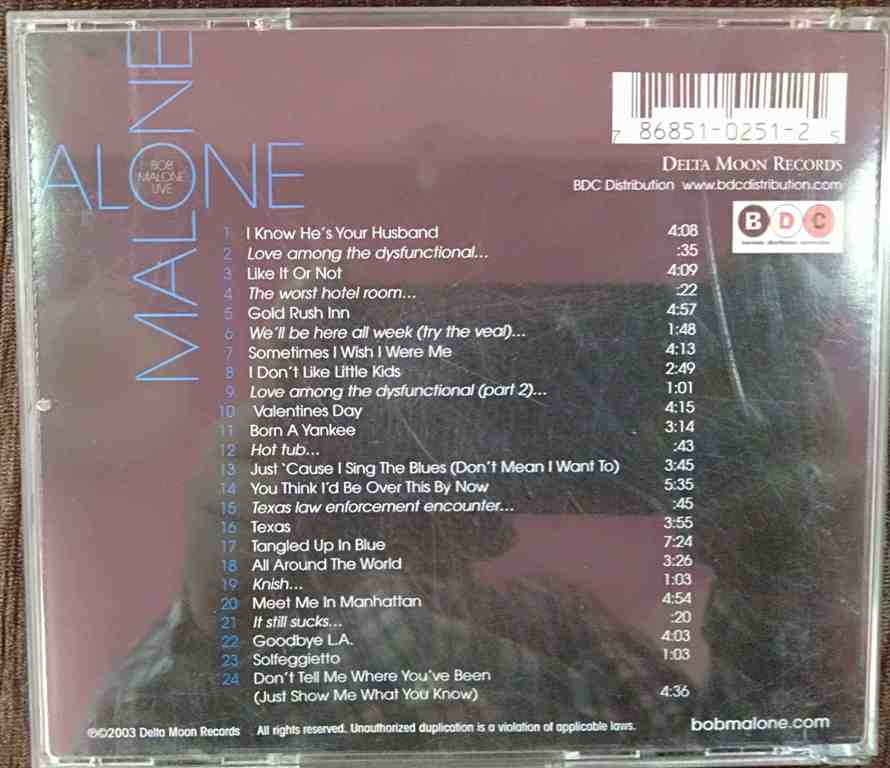 MALONE
ALONE
BOB
MALONE
LIVE
7 86851-0251-2 5
DELTA MOON RECORDS
BDC Distribution www.bdcdistribution.com
BDC
1 I Know He's Your Husband 4:08
2 Love among the dysfunctional... :35
3 Like It Or Not 4:09
4 The worst hotel room... :22
5 Gold Rush Inn 4:57
6 We'll be here all week (try the veal)... 1:48
7 Sometimes I Wish I Were Me 4:13
8 I Don't Like Little Kids 2:49
9 Love among the dysfunctional (part 2)... 1:01
10 Valentines Day 4:15
11 Born A Yankee 3:14
12 Hot tub... :43
13 Just 'Cause I Sing The Blues (Don't Mean I Want To) 3:45
14 You Think I'd Be Over This By Now 5:35
15 Texas law enforcement encounter... :45
16 Texas 3:55
17 Tangled Up In Blue 7:24
18 All Around The World 3:26
19 Knish... 1:03
20 Meet Me In Manhattan 4:54
21 It still sucks... :20
22 Goodbye L.A. 4:03
23 Solfeggietto 1:03
24 Don't Tell Me Where You've Been
(Just Show Me What You Know) 4:36
℗©2003 Delta Moon Records All rights reserved. Unauthorized duplication is a violation of applicable laws.
bobmalone.com